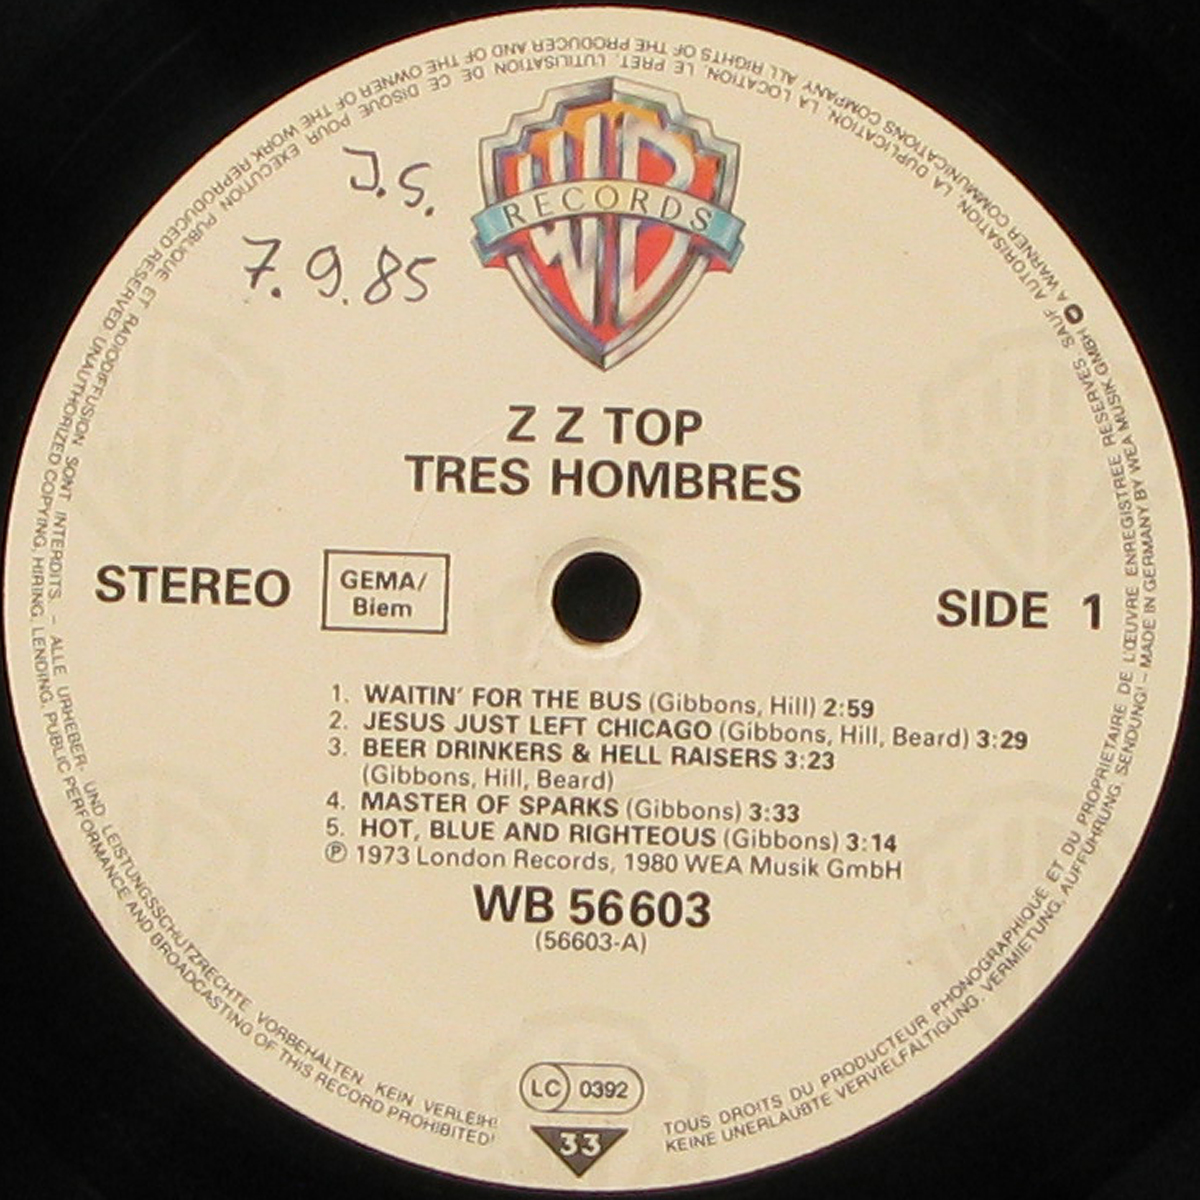 J.S.
7.9.85
WB
RECORDS
Z Z TOP
TRES HOMBRES
STEREO
GEMA/
Biem
SIDE 1
1. WAITIN' FOR THE BUS (Gibbons, Hill) 2:59
2. JESUS JUST LEFT CHICAGO (Gibbons, Hill, Beard) 3:29
3. BEER DRINKERS & HELL RAISERS 3:23
(Gibbons, Hill, Beard)
4. MASTER OF SPARKS (Gibbons) 3:33
5. HOT, BLUE AND RIGHTEOUS (Gibbons) 3:14
℗ 1973 London Records, 1980 WEA Musik GmbH
WB 56603
(56603-A)
LC 0392
33
TOUS DROITS DU PRODUCTEUR PHONOGRAPHIQUE ET DU PROPRIETAIRE DE L'ŒUVRE ENREGISTREE RESERVES. SAUF AUTORISATION, LA DUPLICATION, LA LOCATION, LE PRET, L'UTILISATION DE CE DISQUE POUR EXECUTION PUBLIQUE ET RADIODIFFUSION SONT INTERDITS. – ALLE URHEBER- UND LEISTUNGSSCHUTZRECHTE VORBEHALTEN. KEIN VERLEIH!
KEINE UNERLAUBTE VERVIELFÄLTIGUNG, VERMIETUNG, AUFFÜHRUNG, SENDUNG! – MADE IN GERMANY BY WEA MUSIK GMBH A WARNER COMMUNICATIONS COMPANY ALL RIGHTS OF THE PRODUCER AND OF THE OWNER OF THE WORK REPRODUCED RESERVED. UNAUTHORIZED COPYING, HIRING, LENDING, PUBLIC PERFORMANCE AND BROADCASTING OF THIS RECORD PROHIBITED!